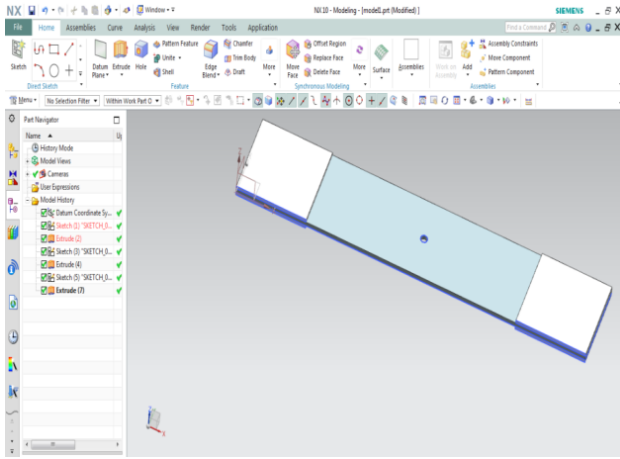 NX
Window
NX 10 - Modeling - [model1.prt (Modified) ]
SIEMENS
File
Home
Assemblies
Curve
Analysis
View
Render
Tools
Application
Find a Command
Sketch
Direct Sketch
Datum Plane
Extrude
Hole
Pattern Feature
Unite
Shell
Edge Blend
Chamfer
Trim Body
Draft
More
Feature
Move Face
Offset Region
Replace Face
Delete Face
More
Synchronous Modeling
Surface
Assemblies
Work on Assembly
Add
Assembly Constraints
Move Component
Pattern Component
Assemblies
Menu
No Selection Filter
Within Work Part O
Part Navigator
Name
History Mode
Model Views
Cameras
User Expressions
Model History
Datum Coordinate Sy...
Sketch (1) "SKETCH_0...
Extrude (2)
Sketch (3) "SKETCH_0...
Extrude (4)
Sketch (5) "SKETCH_0...
Extrude (7)
X